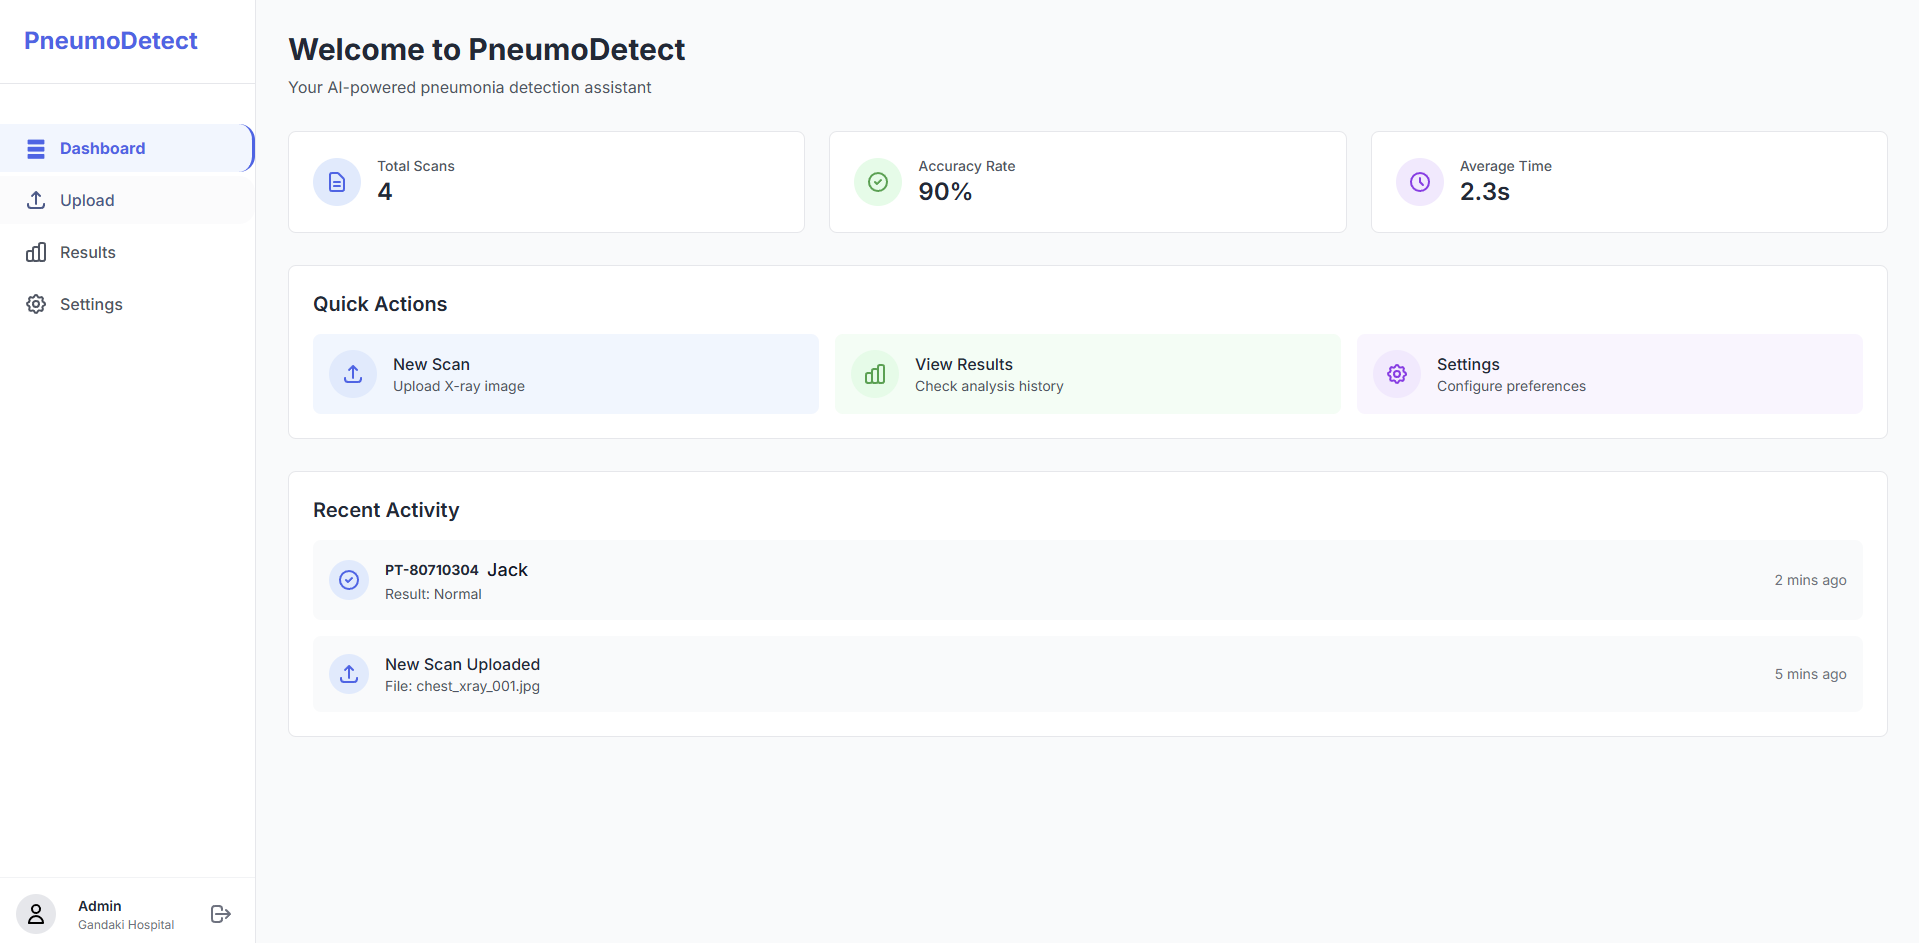 PneumoDetect
Dashboard
Upload
Results
Settings
Admin
Gandaki Hospital
Welcome to PneumoDetect
Your AI-powered pneumonia detection assistant
Total Scans
4
Accuracy Rate
90%
Average Time
2.3s
Quick Actions
New Scan
Upload X-ray image
View Results
Check analysis history
Settings
Configure preferences
Recent Activity
PT-80710304 Jack
Result: Normal
2 mins ago
New Scan Uploaded
File: chest_xray_001.jpg
5 mins ago